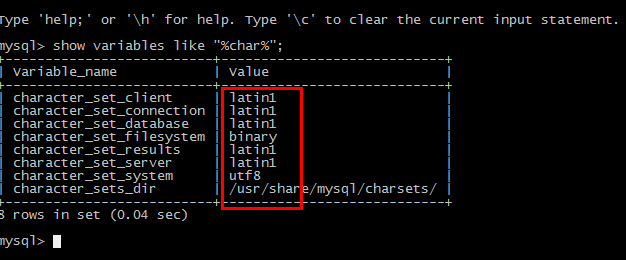 Type 'help;' or '\h' for help. Type '\c' to clear the current input statement.
mysql> show variables like "%char%";
+--------------------------+----------------------------+
| Variable_name            | Value                      |
+--------------------------+----------------------------+
| character_set_client     | latin1                     |
| character_set_connection | latin1                     |
| character_set_database   | latin1                     |
| character_set_filesystem | binary                     |
| character_set_results    | latin1                     |
| character_set_server     | latin1                     |
| character_set_system     | utf8                       |
| character_sets_dir       | /usr/share/mysql/charsets/ |
+--------------------------+----------------------------+
8 rows in set (0.04 sec)
mysql>